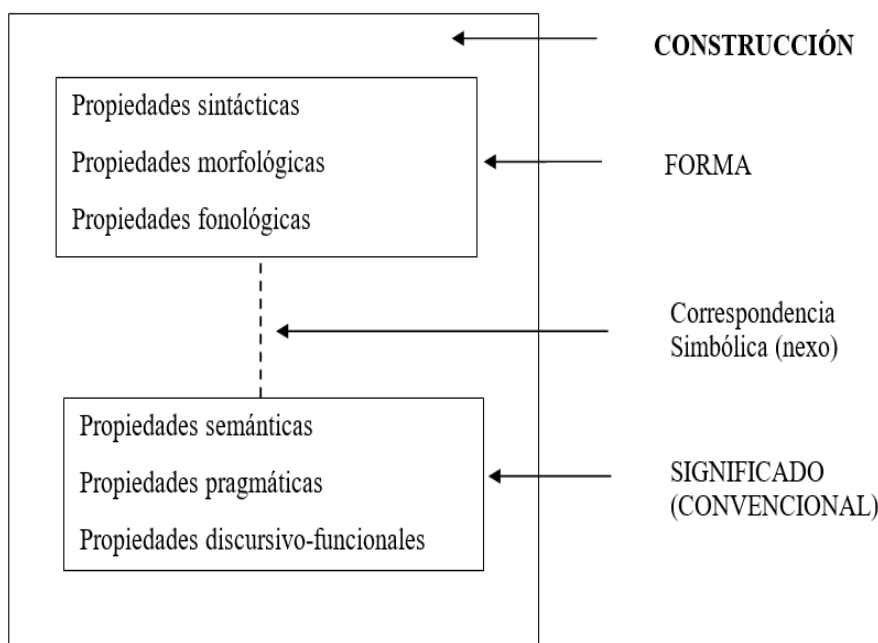 CONSTRUCCIÓN
Propiedades sintácticas
Propiedades morfológicas
Propiedades fonológicas
FORMA
Correspondencia
Simbólica (nexo)
Propiedades semánticas
Propiedades pragmáticas
Propiedades discursivo-funcionales
SIGNIFICADO
(CONVENCIONAL)